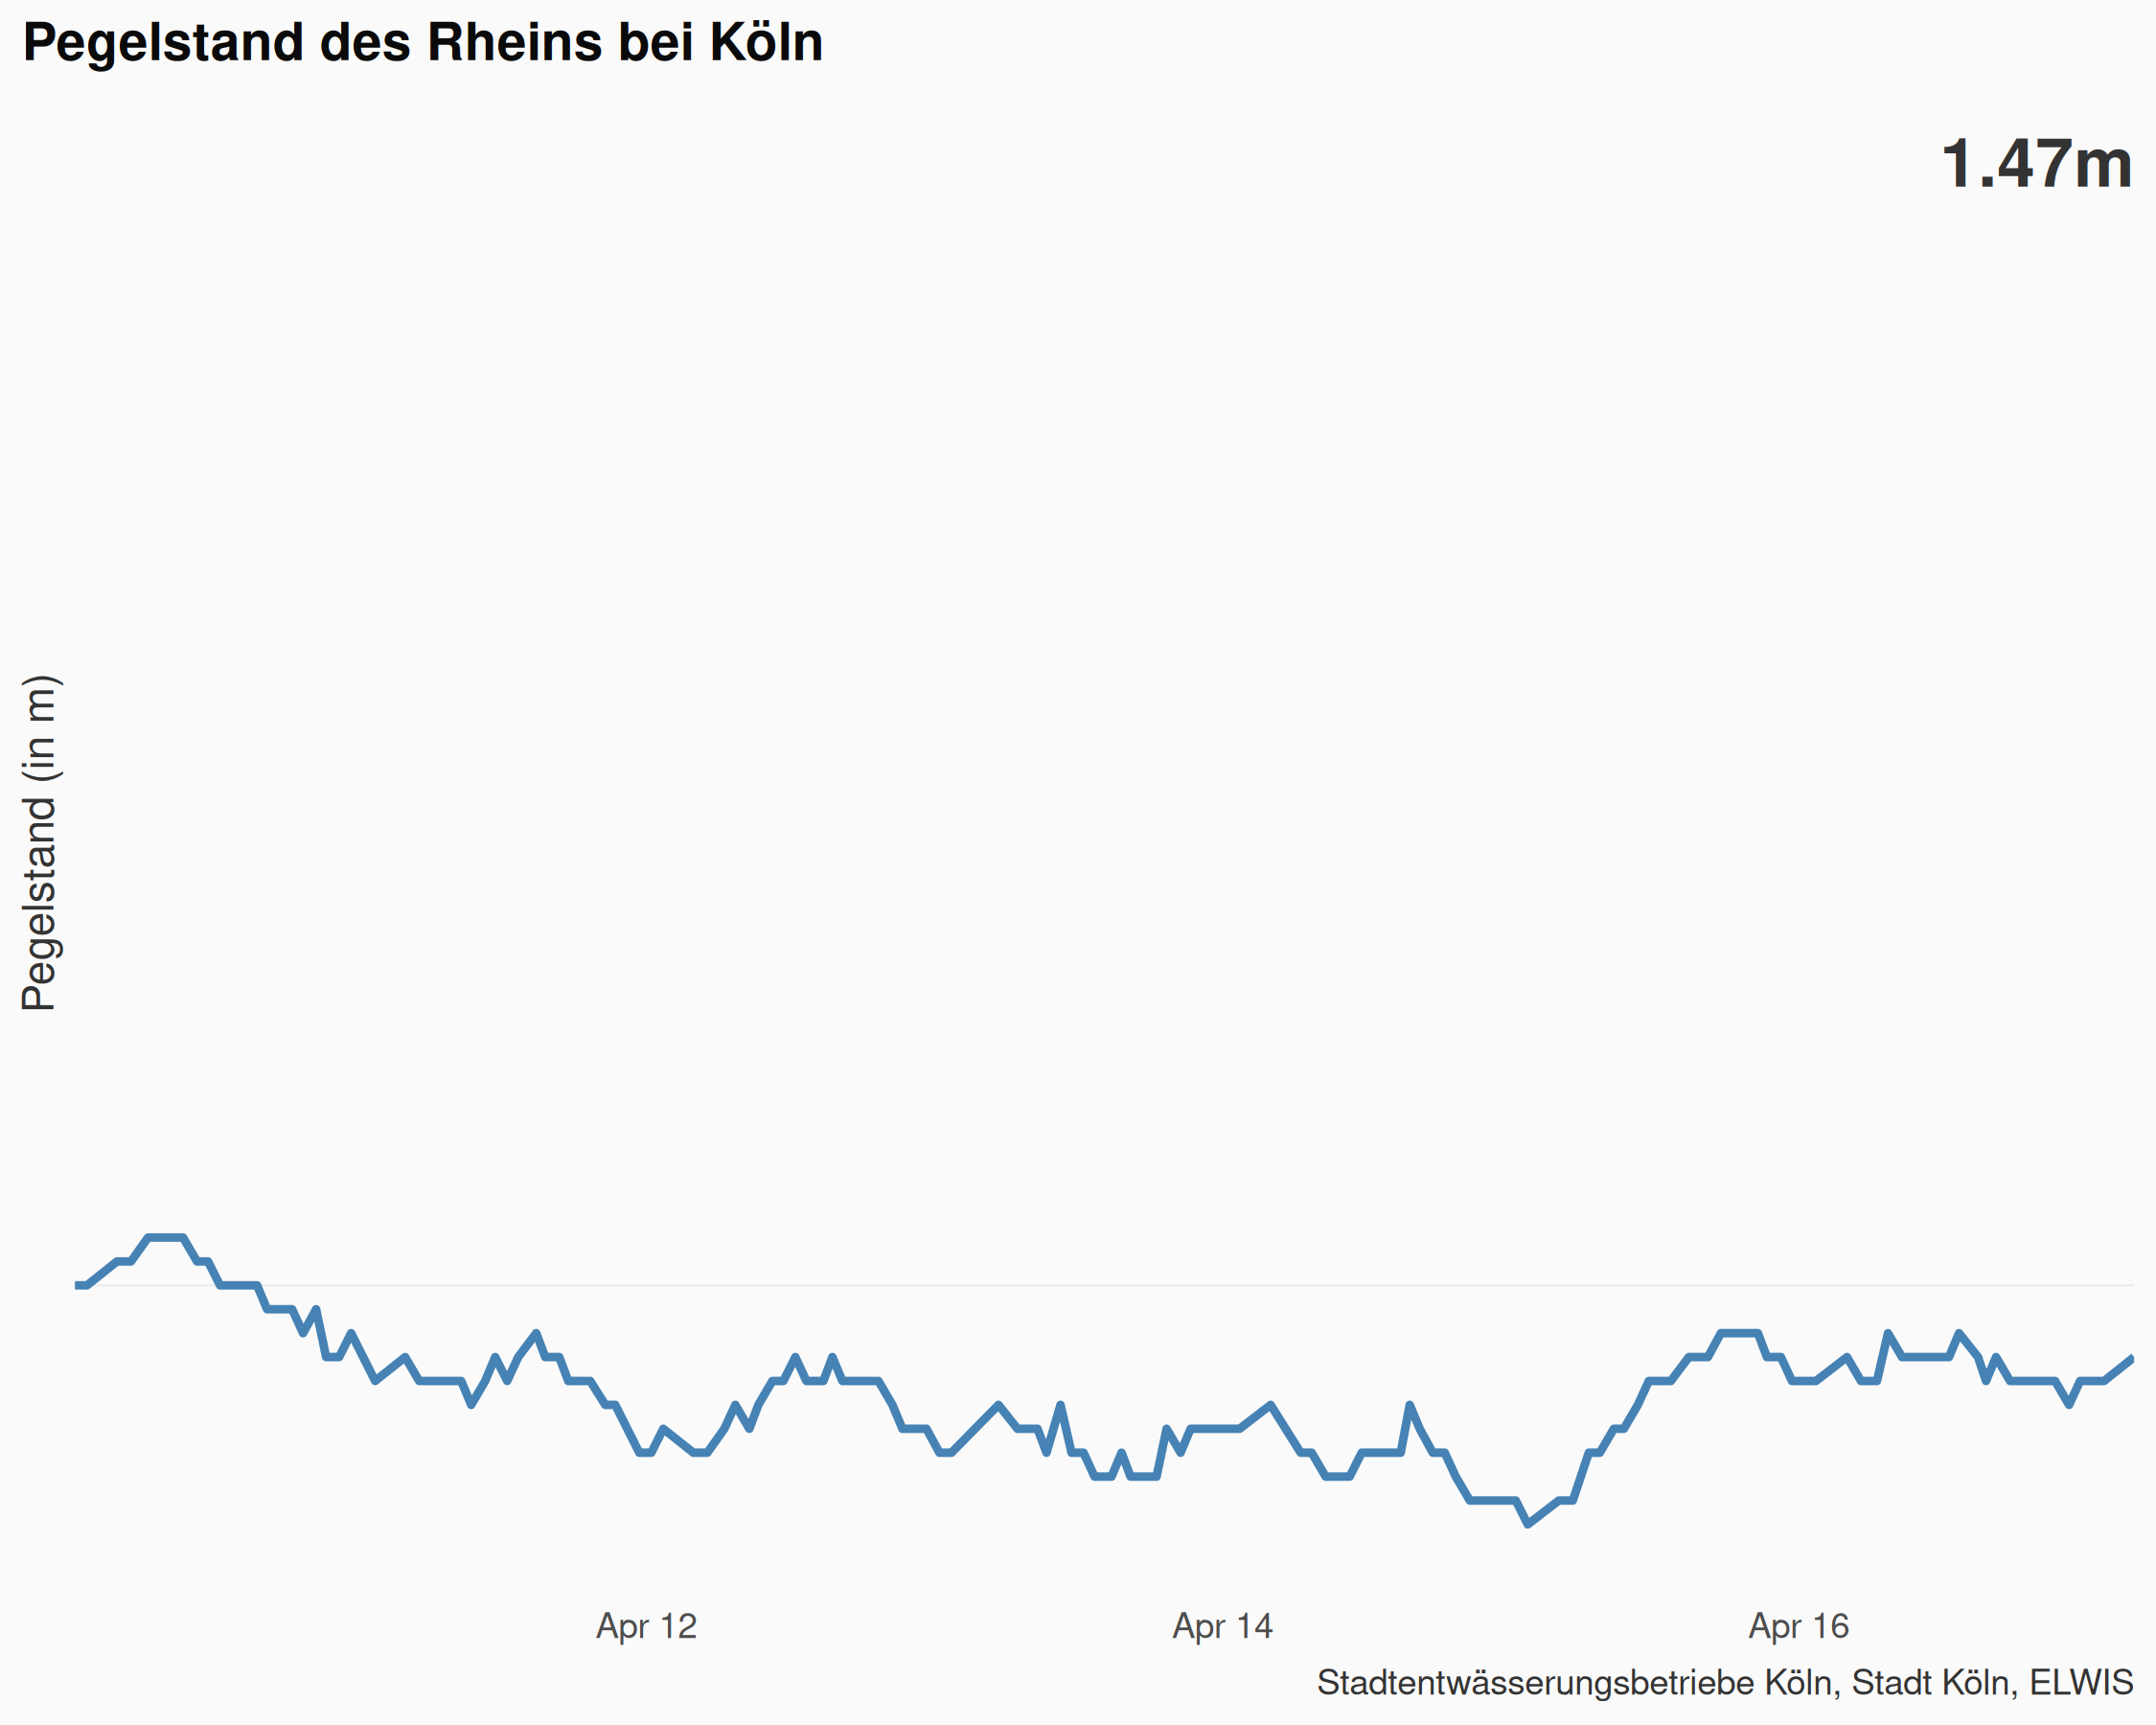 Pegelstand des Rheins bei Köln
1.47m
Pegelstand (in m)
Apr 12
Apr 14
Apr 16
Stadtentwässerungsbetriebe Köln, Stadt Köln, ELWIS